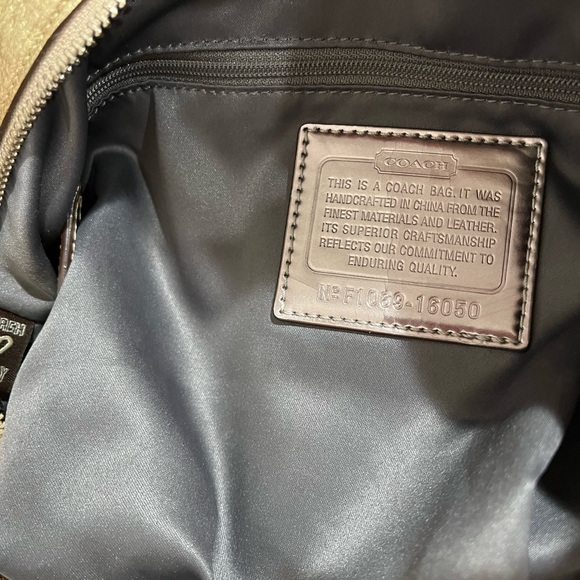 COACH
THIS IS A COACH BAG. IT WAS
HANDCRAFTED IN CHINA FROM THE
FINEST MATERIALS AND LEATHER.
ITS SUPERIOR CRAFTSMANSHIP
REFLECTS OUR COMMITMENT TO
ENDURING QUALITY.
No F1069-16050